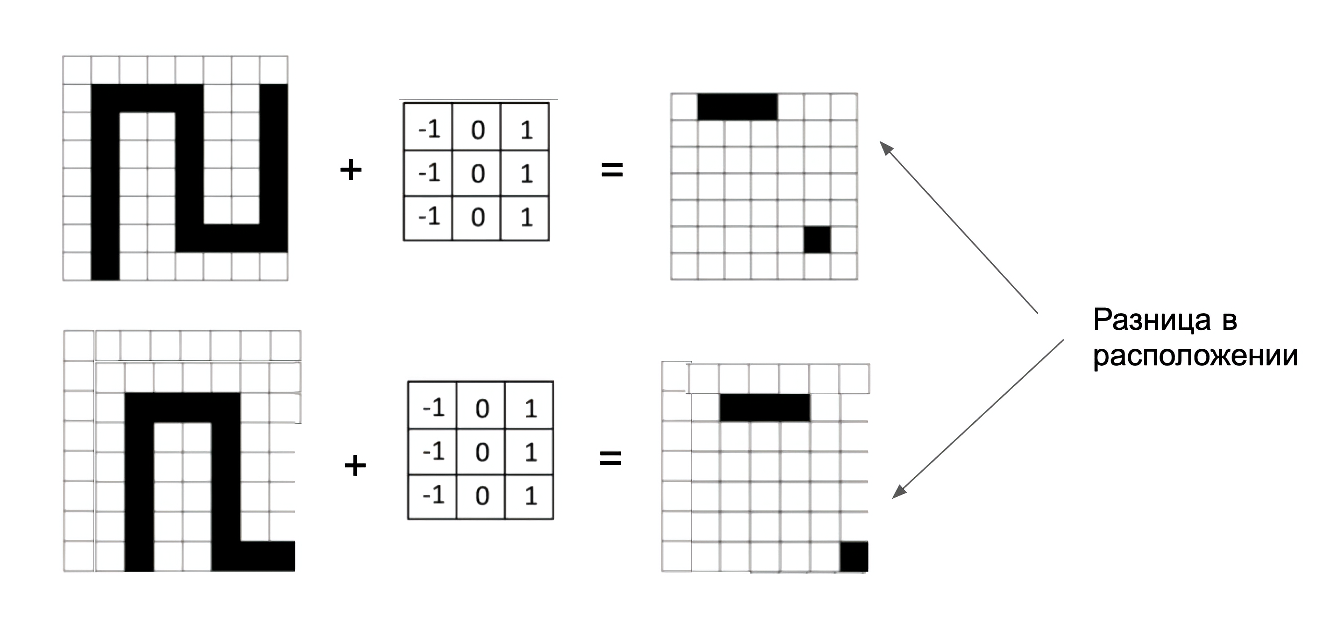 +
-1 0 1
-1 0 1
-1 0 1
=
+
-1 0 1
-1 0 1
-1 0 1
=
Разница в
расположении